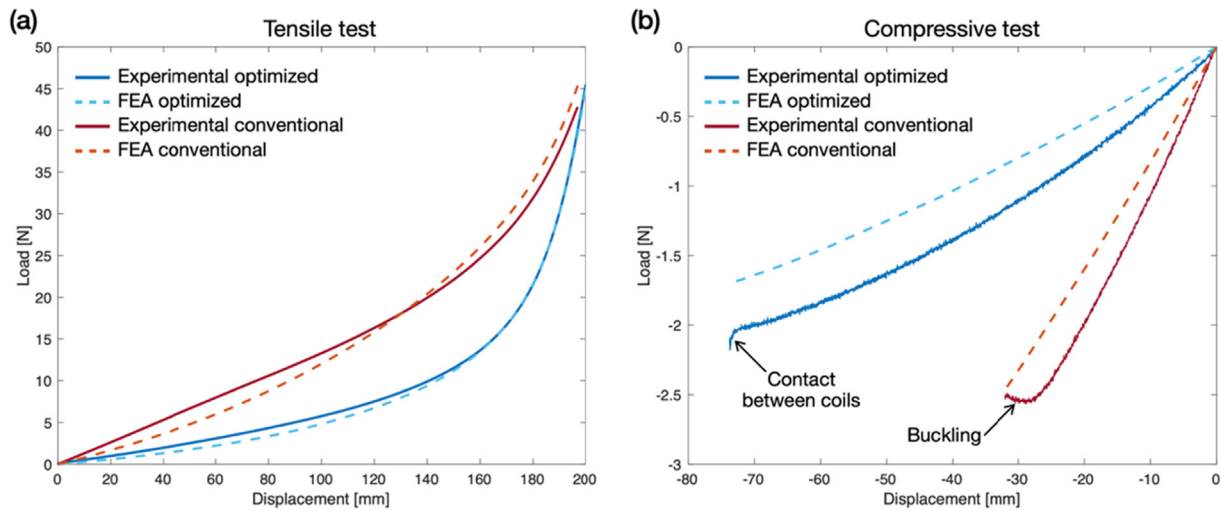 (a)
Tensile test
50
45
40
35
30
25
20
15
10
5
0
Load [N]
Experimental optimized
FEA optimized
Experimental conventional
FEA conventional
0 20 40 60 80 100 120 140 160 180 200
Displacement [mm]
(b)
Compressive test
0
-0.5
-1
-1.5
-2
-2.5
-3
Load [N]
Experimental optimized
FEA optimized
Experimental conventional
FEA conventional
Contact
between coils
Buckling
-80 -70 -60 -50 -40 -30 -20 -10 0
Displacement [mm]